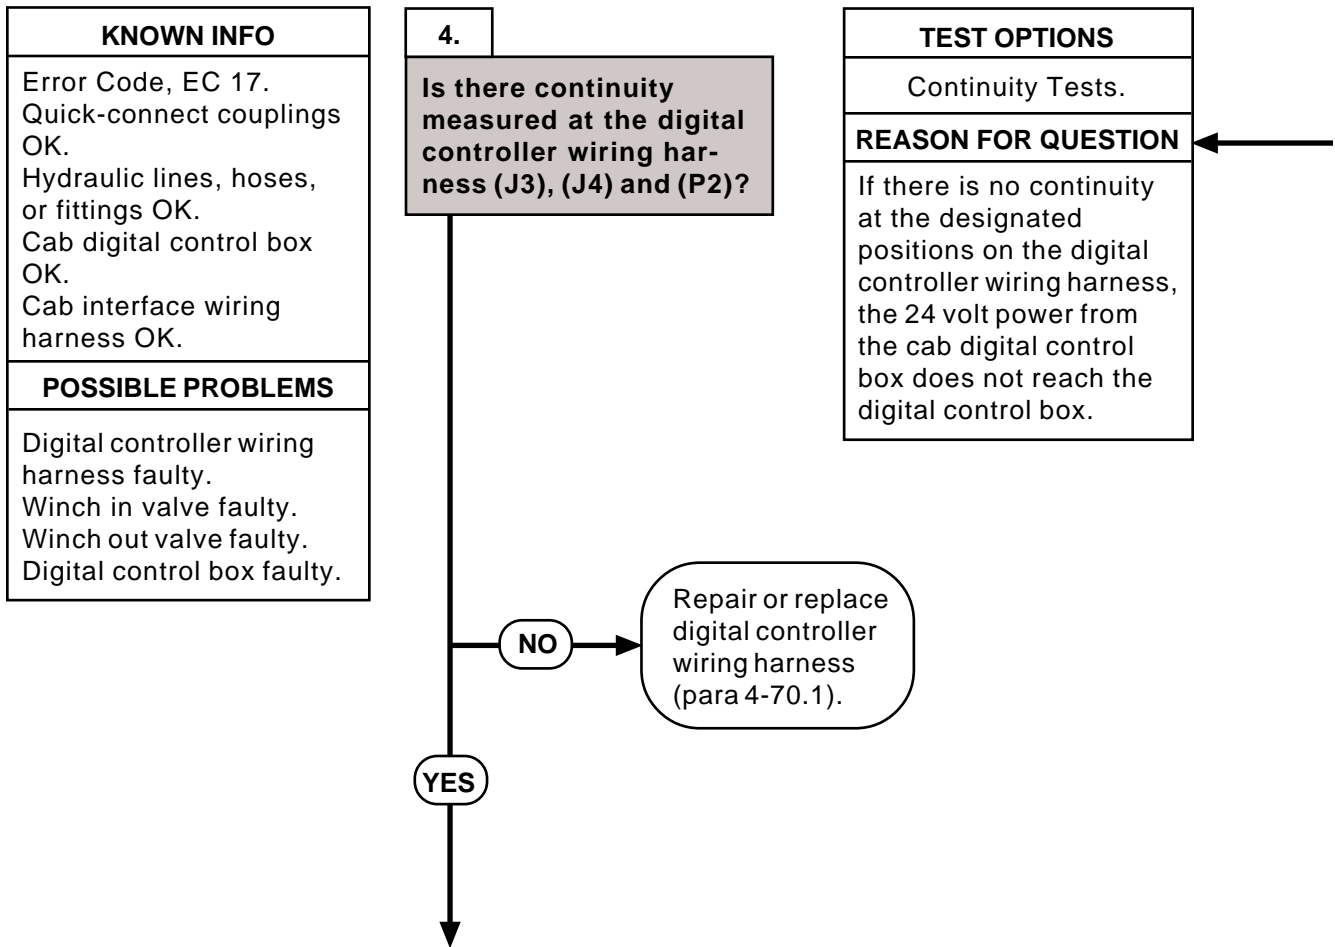 KNOWN INFO
Error Code, EC 17.
Quick-connect couplings
OK.
Hydraulic lines, hoses,
or fittings OK.
Cab digital control box
OK.
Cab interface wiring
harness OK.
POSSIBLE PROBLEMS
Digital controller wiring
harness faulty.
Winch in valve faulty.
Winch out valve faulty.
Digital control box faulty.
4.
Is there continuity
measured at the digital
controller wiring har-
ness (J3), (J4) and (P2)?
TEST OPTIONS
Continuity Tests.
REASON FOR QUESTION
If there is no continuity
at the designated
positions on the digital
controller wiring harness,
the 24 volt power from
the cab digital control
box does not reach the
digital control box.
NO
Repair or replace
digital controller
wiring harness
(para 4-70.1).
YES